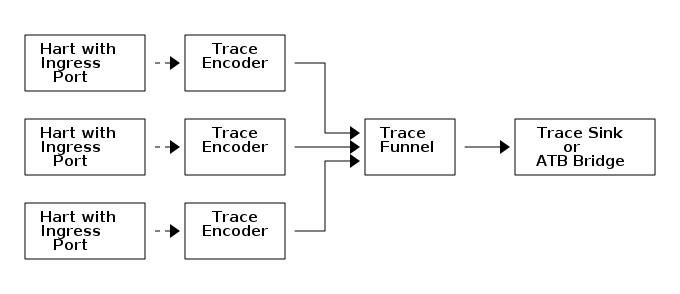 Hart with
Ingress
Port
Trace
Encoder
Hart with
Ingress
Port
Trace
Encoder
Trace
Funnel
Trace Sink
or
ATB Bridge
Hart with
Ingress
Port
Trace
Encoder